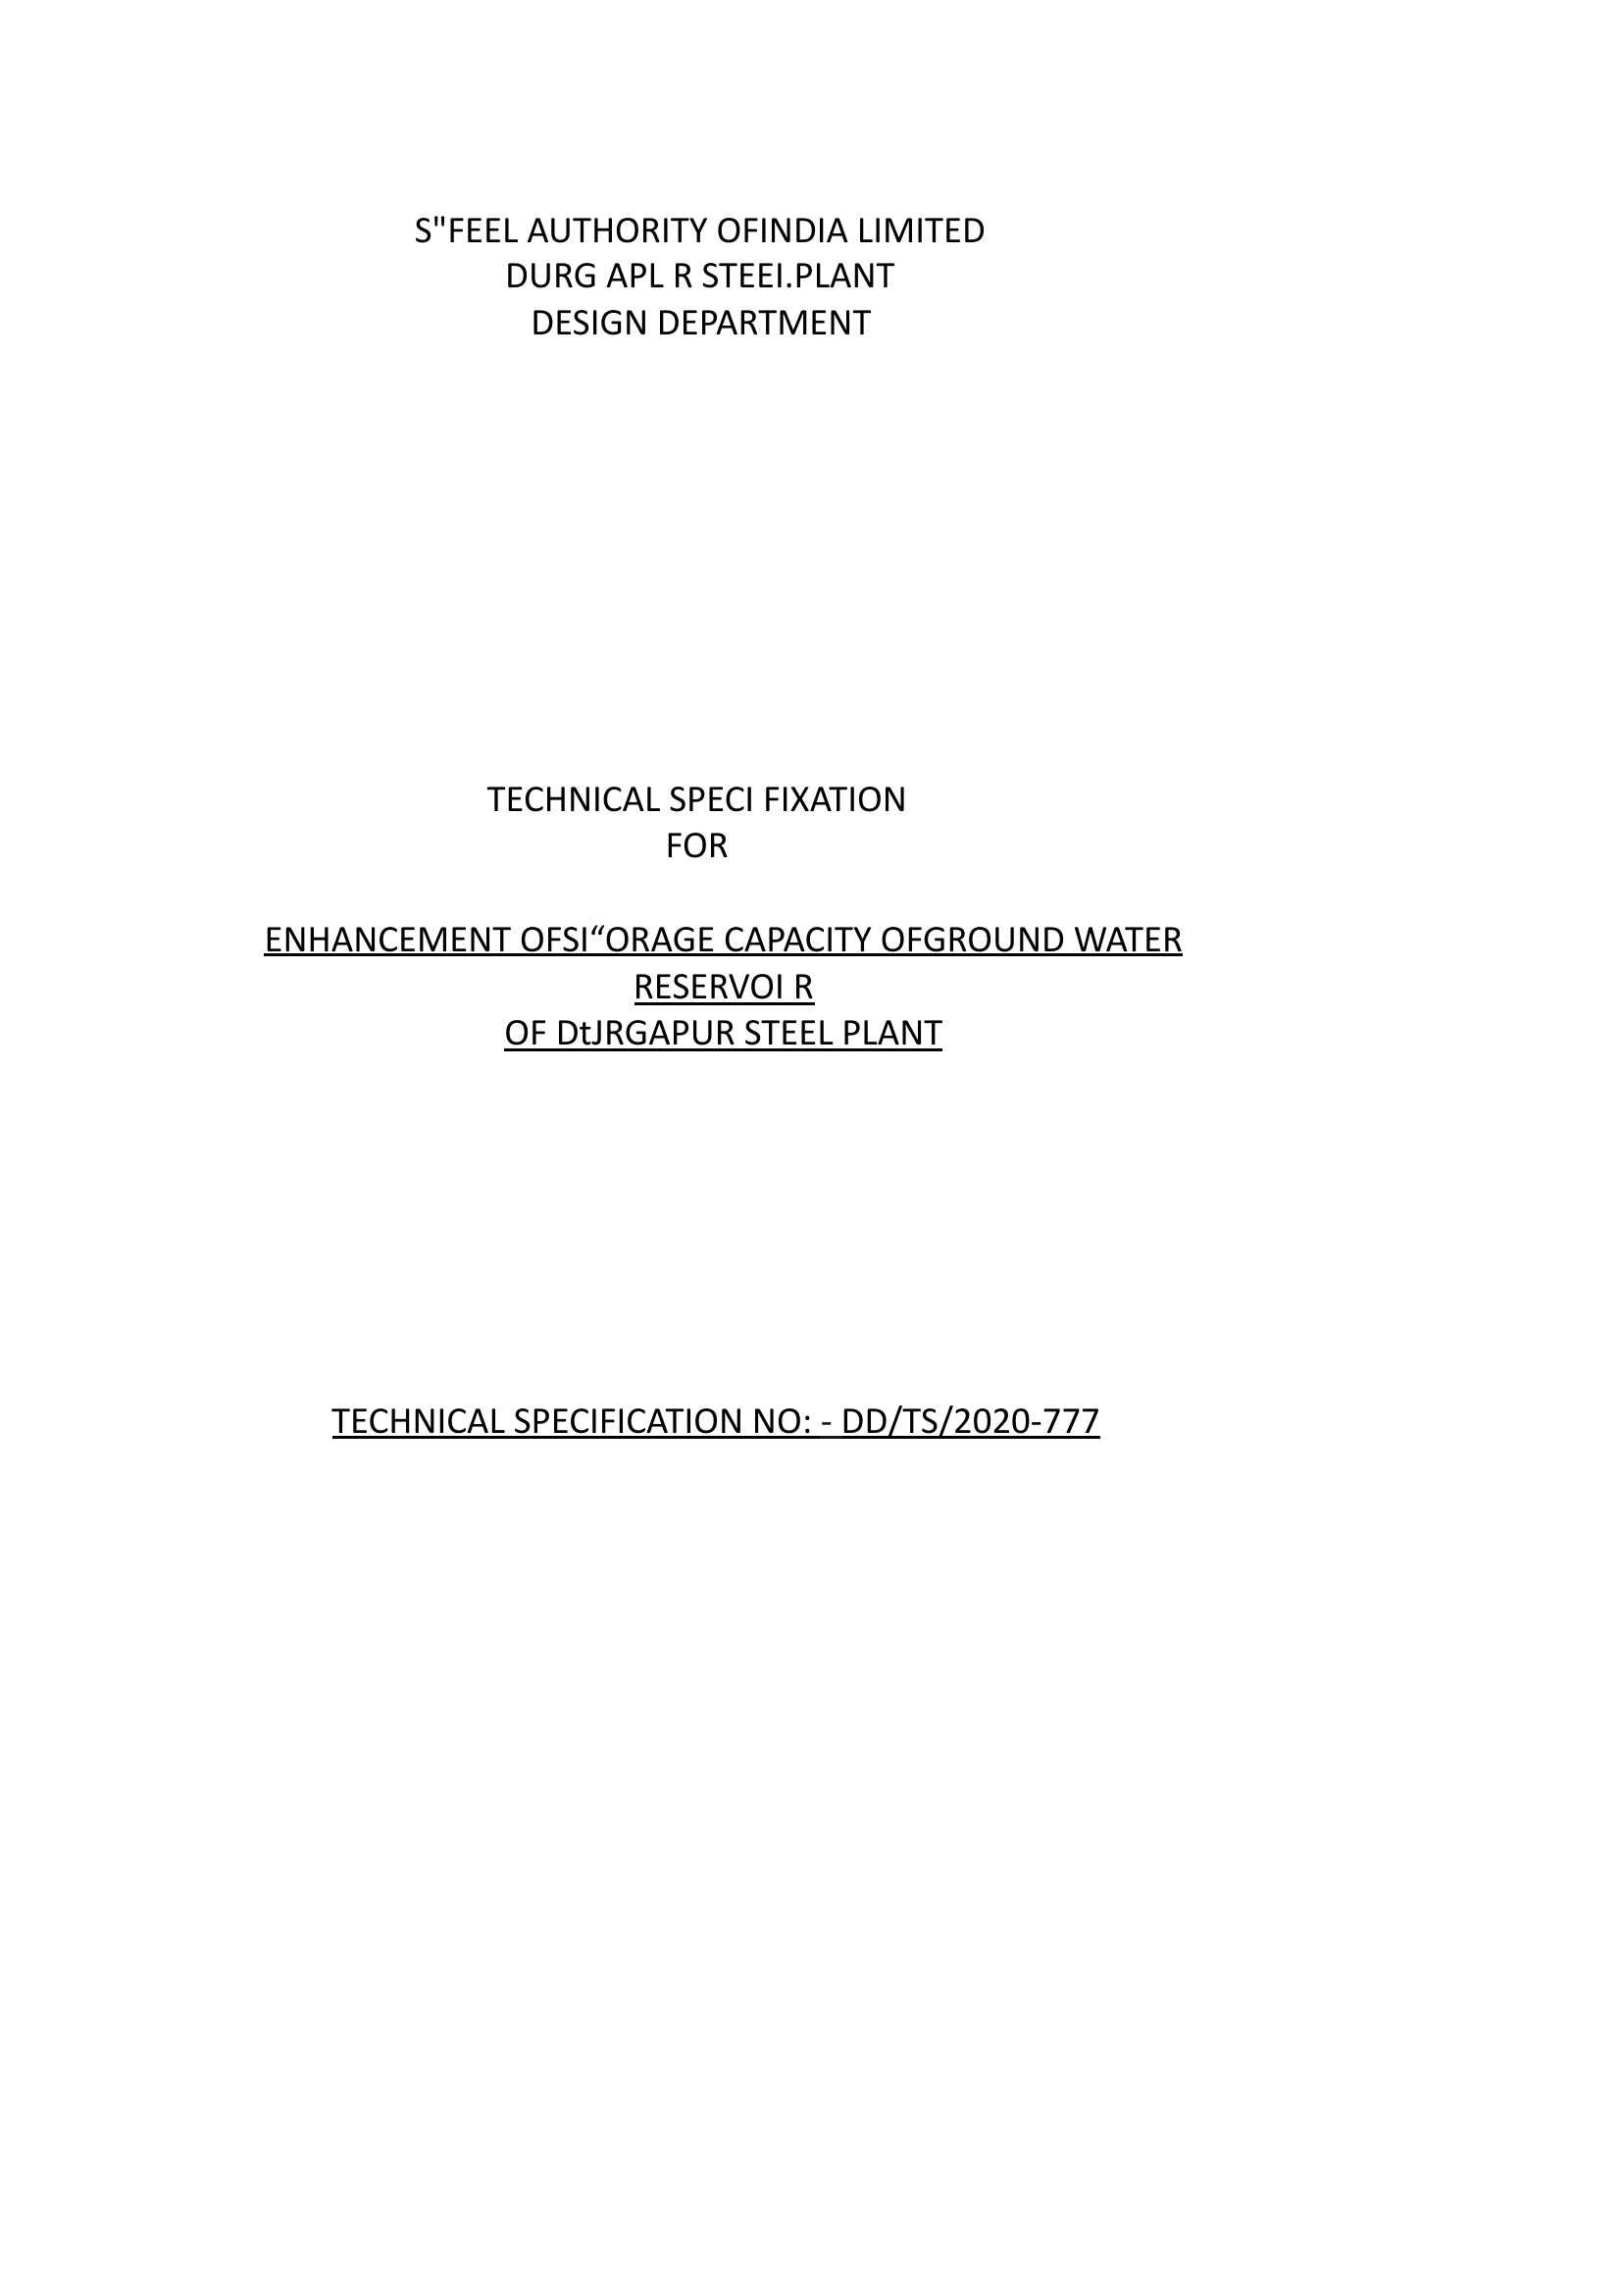 S"FEEL AUTHORITY OFINDIA LIMITED
DURG APL R STEEI.PLANT
DESIGN DEPARTMENT
TECHNICAL SPECI FIXATION
FOR
ENHANCEMENT OFSI“ORAGE CAPACITY OFGROUND WATER
RESERVOI R
OF DtJRGAPUR STEEL PLANT
TECHNICAL SPECIFICATION NO: - DD/TS/2020-777